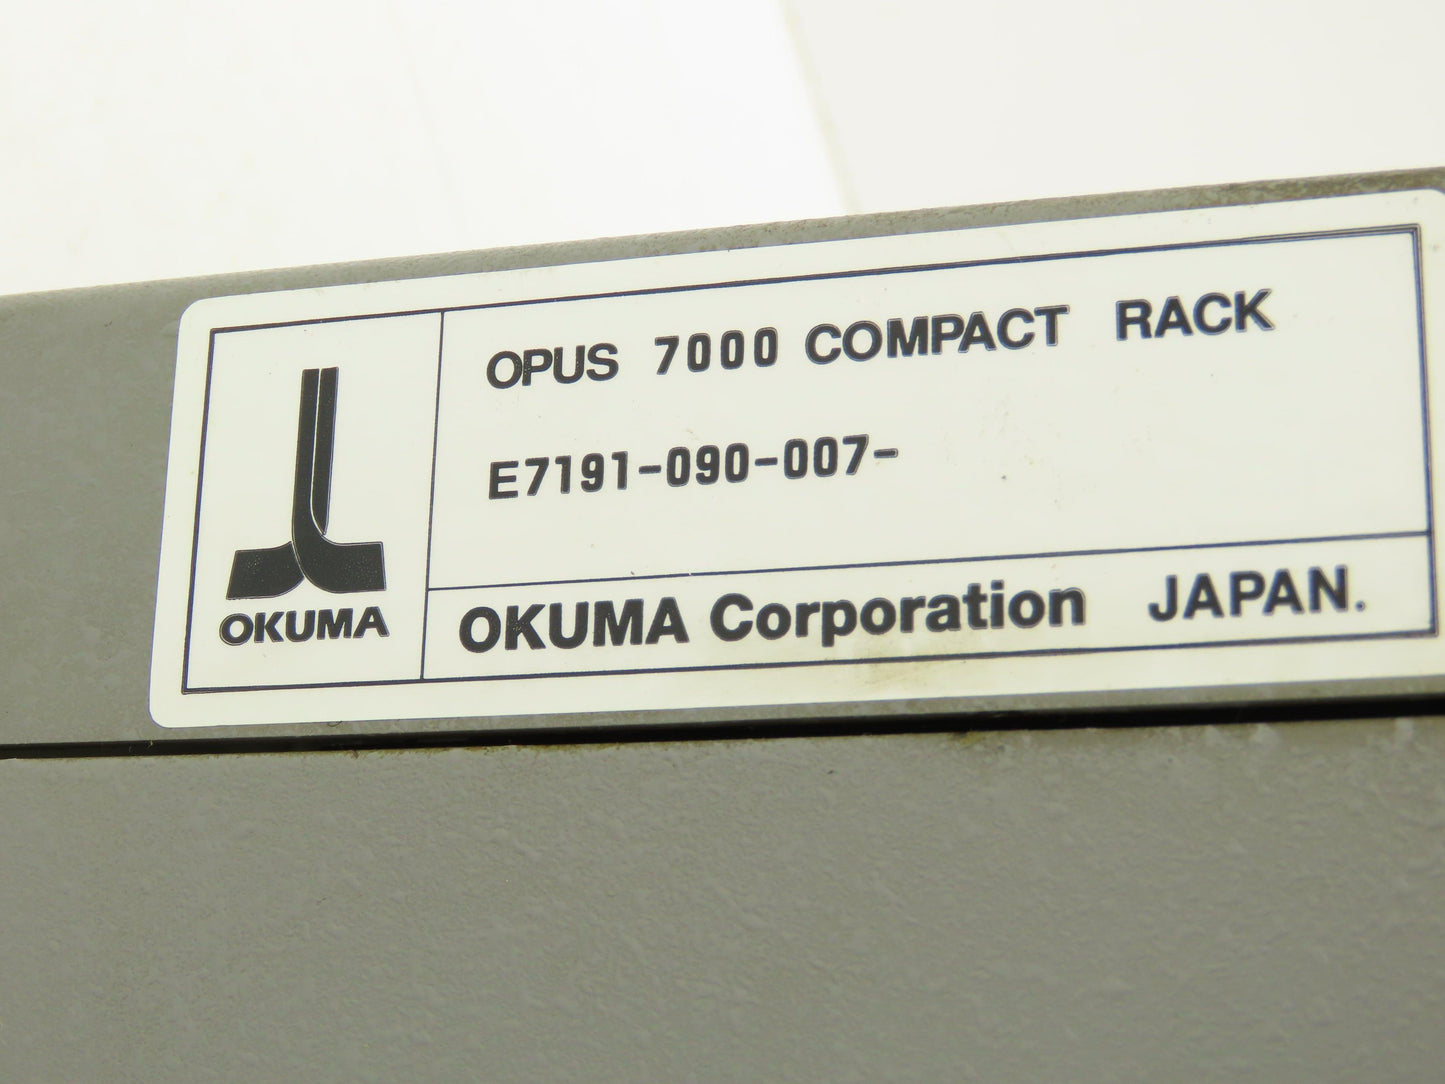 OPUS 7000 COMPACT RACK
E7191-090-007-
OKUMA
OKUMA Corporation JAPAN.